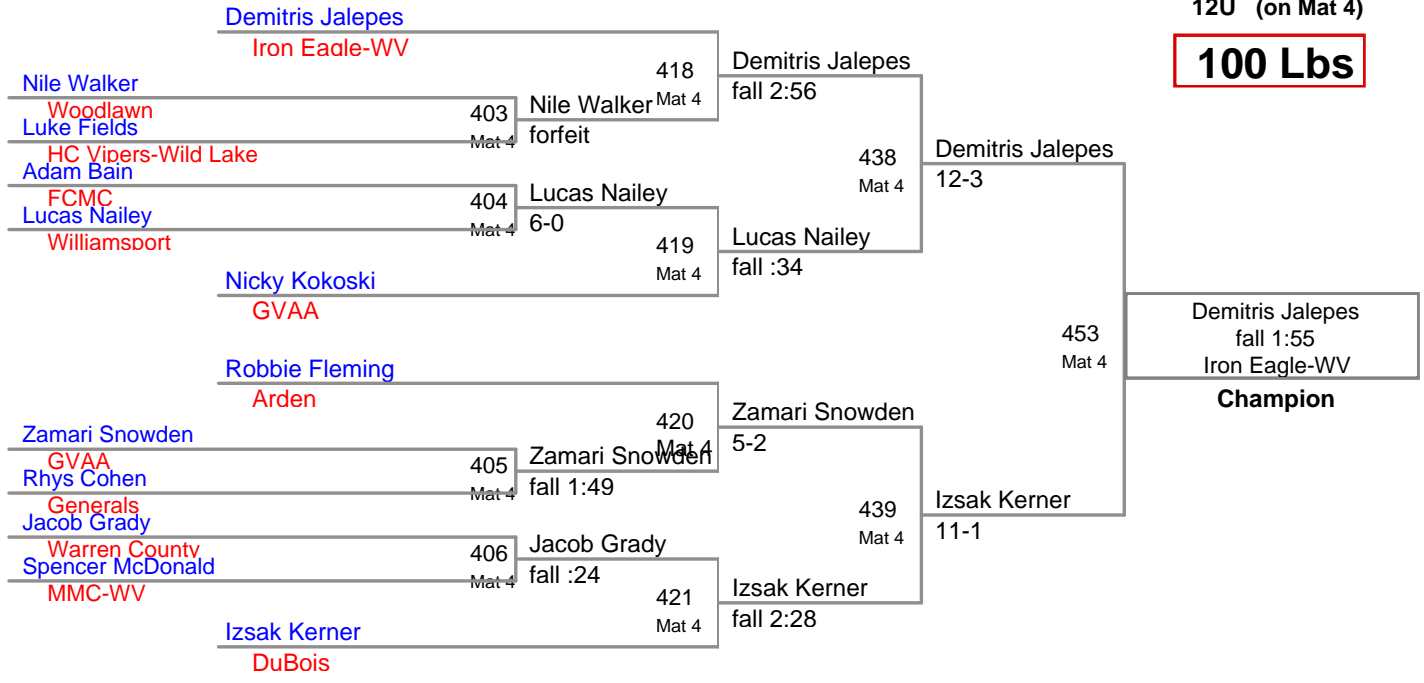 12U (on Mat 4)
100 Lbs
Demitris Jalepes
Iron Eagle-WV
Nile Walker
Woodlawn
Luke Fields
HC Vipers-Wild Lake
403
Mat 4
Nile Walker
forfeit
418
Mat 4
Demitris Jalepes
fall 2:56
Adam Bain
FCMC
Lucas Nailey
Williamsport
404
Mat 4
Lucas Nailey
6-0
Nicky Kokoski
GVAA
419
Mat 4
Lucas Nailey
fall :34
438
Mat 4
Demitris Jalepes
12-3
Robbie Fleming
Arden
Zamari Snowden
GVAA
Rhys Cohen
Generals
405
Mat 4
Zamari Snowden
fall 1:49
420
Mat 4
Zamari Snowden
5-2
Jacob Grady
Warren County
Spencer McDonald
MMC-WV
406
Mat 4
Jacob Grady
fall :24
Izsak Kerner
DuBois
421
Mat 4
Izsak Kerner
fall 2:28
439
Mat 4
Izsak Kerner
11-1
453
Mat 4
Demitris Jalepes
fall 1:55
Iron Eagle-WV
Champion